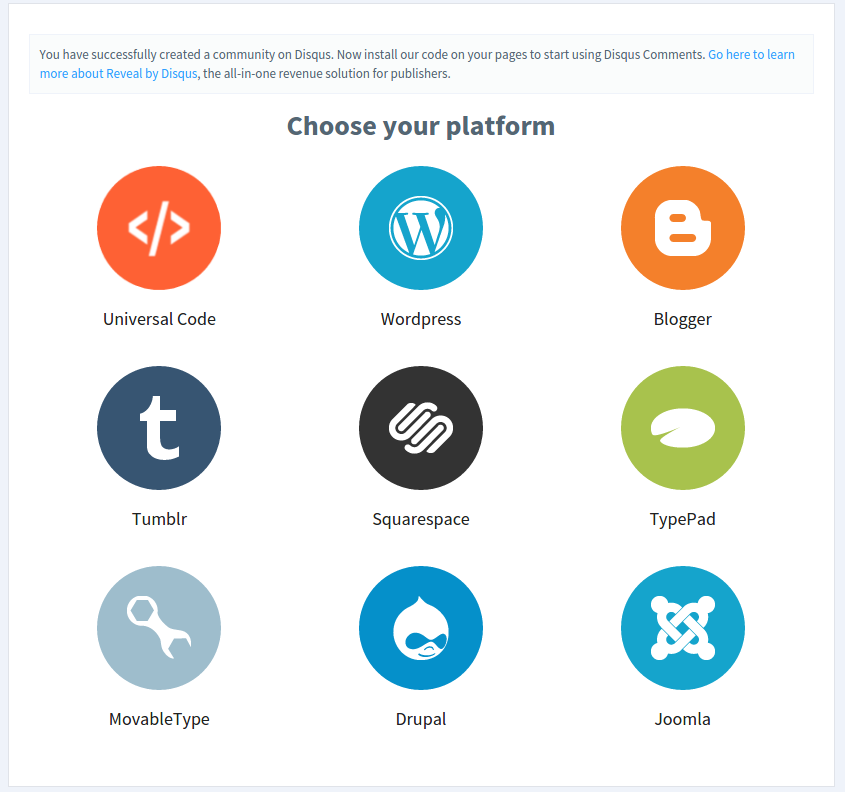 You have successfully created a community on Disqus. Now install our code on your pages to start using Disqus Comments. Go here to learn
more about Reveal by Disqus, the all-in-one revenue solution for publishers.
Choose your platform
Universal Code
Wordpress
Blogger
Tumblr
Squarespace
TypePad
MovableType
Drupal
Joomla